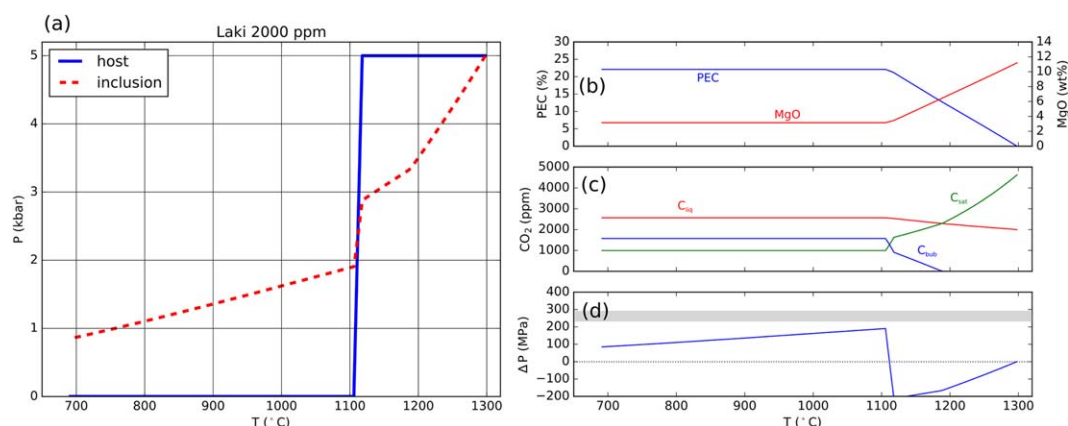 (a)
Laki 2000 ppm
host
inclusion
P (kbar)
5
4
3
2
1
0
700 800 900 1000 1100 1200 1300
T (°C)
(b)
PEC (%)
30
25
20
15
10
5
0
PEC
MgO
14
12
10
8
6
4
2
0
MgO (wt%)
(c)
CO2 (ppm)
5000
4000
3000
2000
1000
0
Cliq
Csat
Cbub
(d)
Δ P (MPa)
400
300
200
100
0
−100
−200
700 800 900 1000 1100 1200 1300
T (°C)